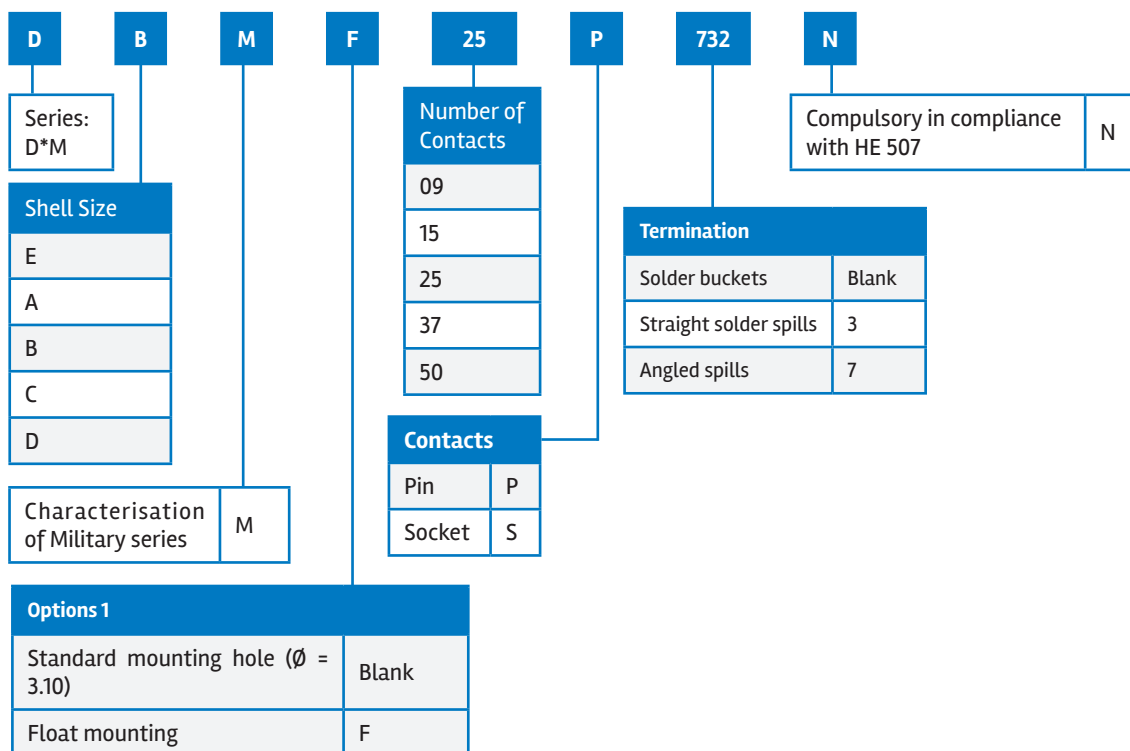 D B M F 25 P 732 N
Series:
D*M
Shell Size
E
A
B
C
D
Characterisation
of Military series M
Options 1
Standard mounting hole (Ø =
3.10) Blank
Float mounting F
Number of
Contacts
09
15
25
37
50
Contacts
Pin P
Socket S
Termination
Solder buckets Blank
Straight solder spills 3
Angled spills 7
Compulsory in compliance
with HE 507 N